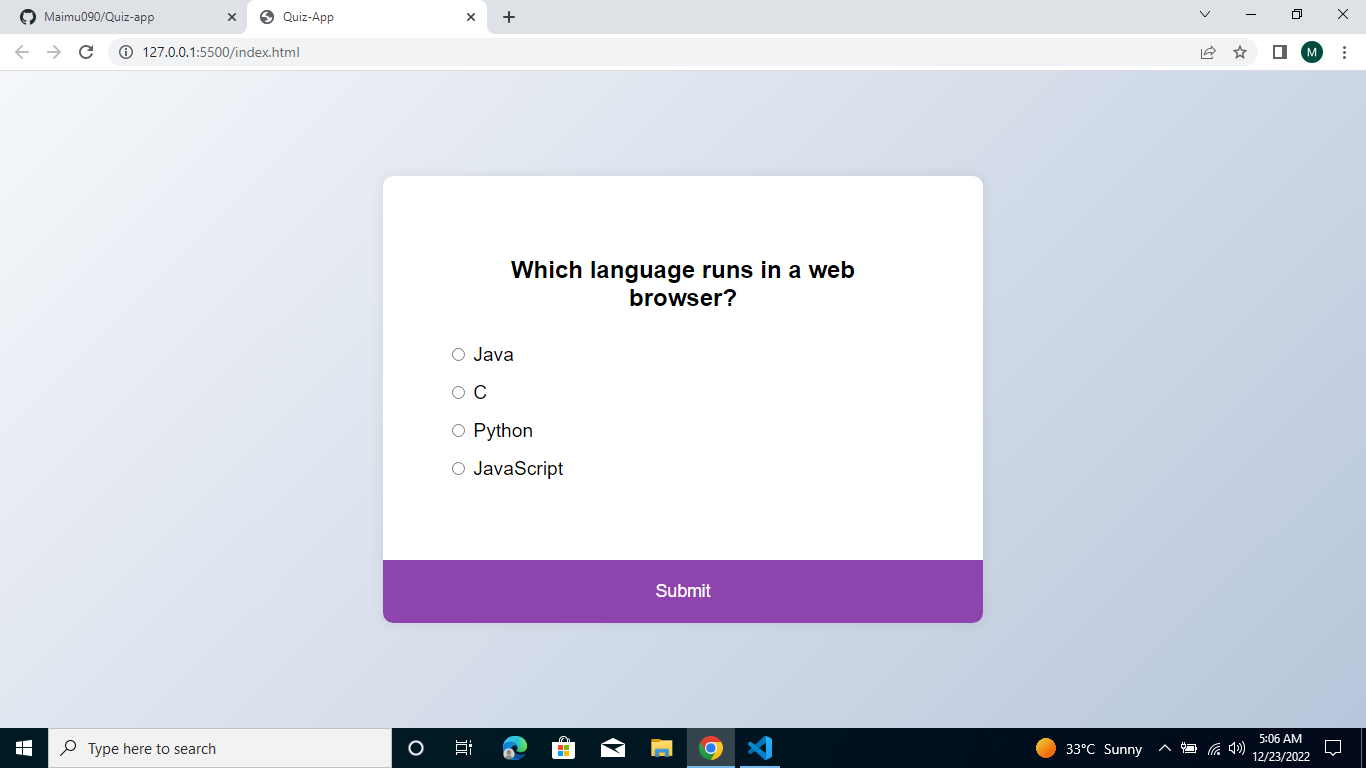 Maimu090/Quiz-app
Quiz-App
127.0.0.1:5500/index.html
M
Which language runs in a web
browser?
Java
C
Python
JavaScript
Submit
Type here to search
33°C Sunny
5:06 AM
12/23/2022